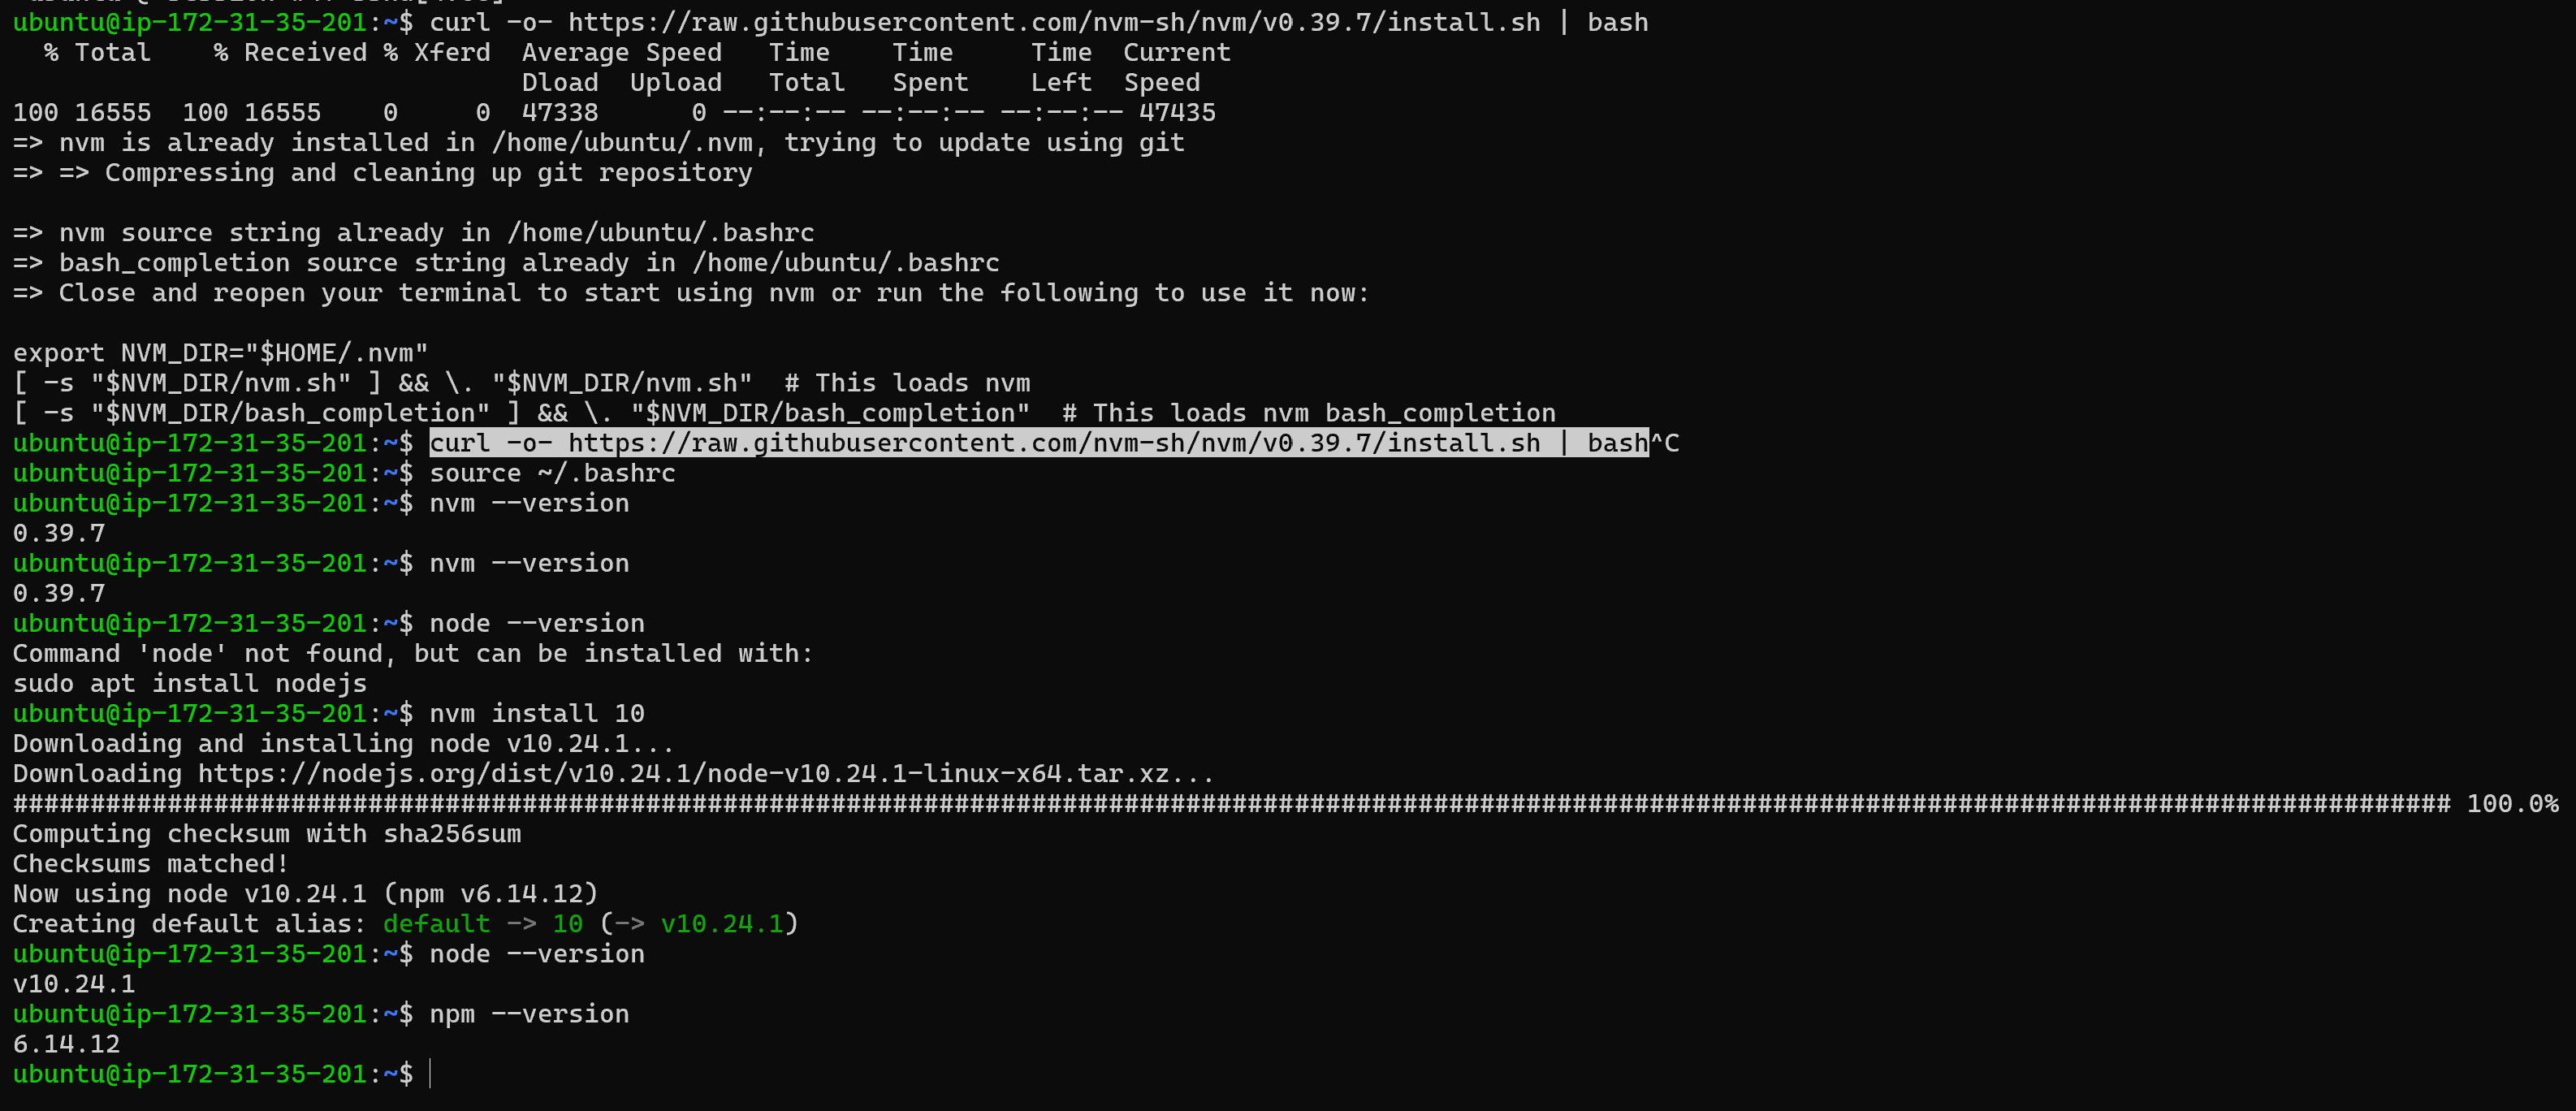 ubuntu@ip-172-31-35-201:~$ curl -o- https://raw.githubusercontent.com/nvm-sh/nvm/v0.39.7/install.sh | bash
  % Total    % Received % Xferd  Average Speed   Time    Time     Time  Current
                                 Dload  Upload   Total   Spent    Left  Speed
100 16555  100 16555    0     0  47338      0 --:--:-- --:--:-- --:--:-- 47435
=> nvm is already installed in /home/ubuntu/.nvm, trying to update using git
=> => Compressing and cleaning up git repository

=> nvm source string already in /home/ubuntu/.bashrc
=> bash_completion source string already in /home/ubuntu/.bashrc
=> Close and reopen your terminal to start using nvm or run the following to use it now:

export NVM_DIR="$HOME/.nvm"
[ -s "$NVM_DIR/nvm.sh" ] && \. "$NVM_DIR/nvm.sh"  # This loads nvm
[ -s "$NVM_DIR/bash_completion" ] && \. "$NVM_DIR/bash_completion"  # This loads nvm bash_completion
ubuntu@ip-172-31-35-201:~$ curl -o- https://raw.githubusercontent.com/nvm-sh/nvm/v0.39.7/install.sh | bash^C
ubuntu@ip-172-31-35-201:~$ source ~/.bashrc
ubuntu@ip-172-31-35-201:~$ nvm --version
0.39.7
ubuntu@ip-172-31-35-201:~$ nvm --version
0.39.7
ubuntu@ip-172-31-35-201:~$ node --version
Command 'node' not found, but can be installed with:
sudo apt install nodejs
ubuntu@ip-172-31-35-201:~$ nvm install 10
Downloading and installing node v10.24.1...
Downloading https://nodejs.org/dist/v10.24.1/node-v10.24.1-linux-x64.tar.xz...
############################################################################################################################################################## 100.0%
Computing checksum with sha256sum
Checksums matched!
Now using node v10.24.1 (npm v6.14.12)
Creating default alias: default -> 10 (-> v10.24.1)
ubuntu@ip-172-31-35-201:~$ node --version
v10.24.1
ubuntu@ip-172-31-35-201:~$ npm --version
6.14.12
ubuntu@ip-172-31-35-201:~$